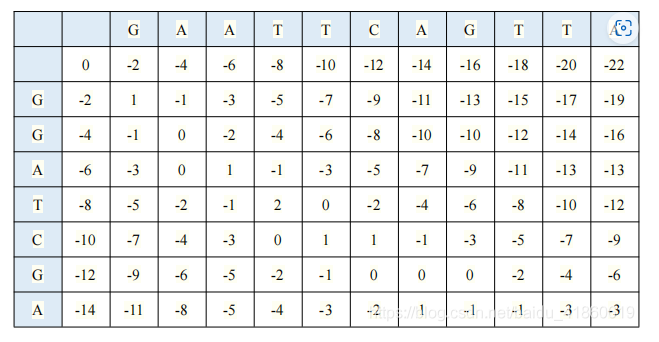 G A A T T C A G T T A
0 -2 -4 -6 -8 -10 -12 -14 -16 -18 -20 -22
G -2 1 -1 -3 -5 -7 -9 -11 -13 -15 -17 -19
G -4 -1 0 -2 -4 -6 -8 -10 -10 -12 -14 -16
A -6 -3 0 1 -1 -3 -5 -7 -9 -11 -13 -13
T -8 -5 -2 -1 2 0 -2 -4 -6 -8 -10 -12
C -10 -7 -4 -3 0 1 1 -1 -3 -5 -7 -9
G -12 -9 -6 -5 -2 -1 0 0 0 -2 -4 -6
A -14 -11 -8 -5 -4 -3 -2 1 -1 -1 -3 -3